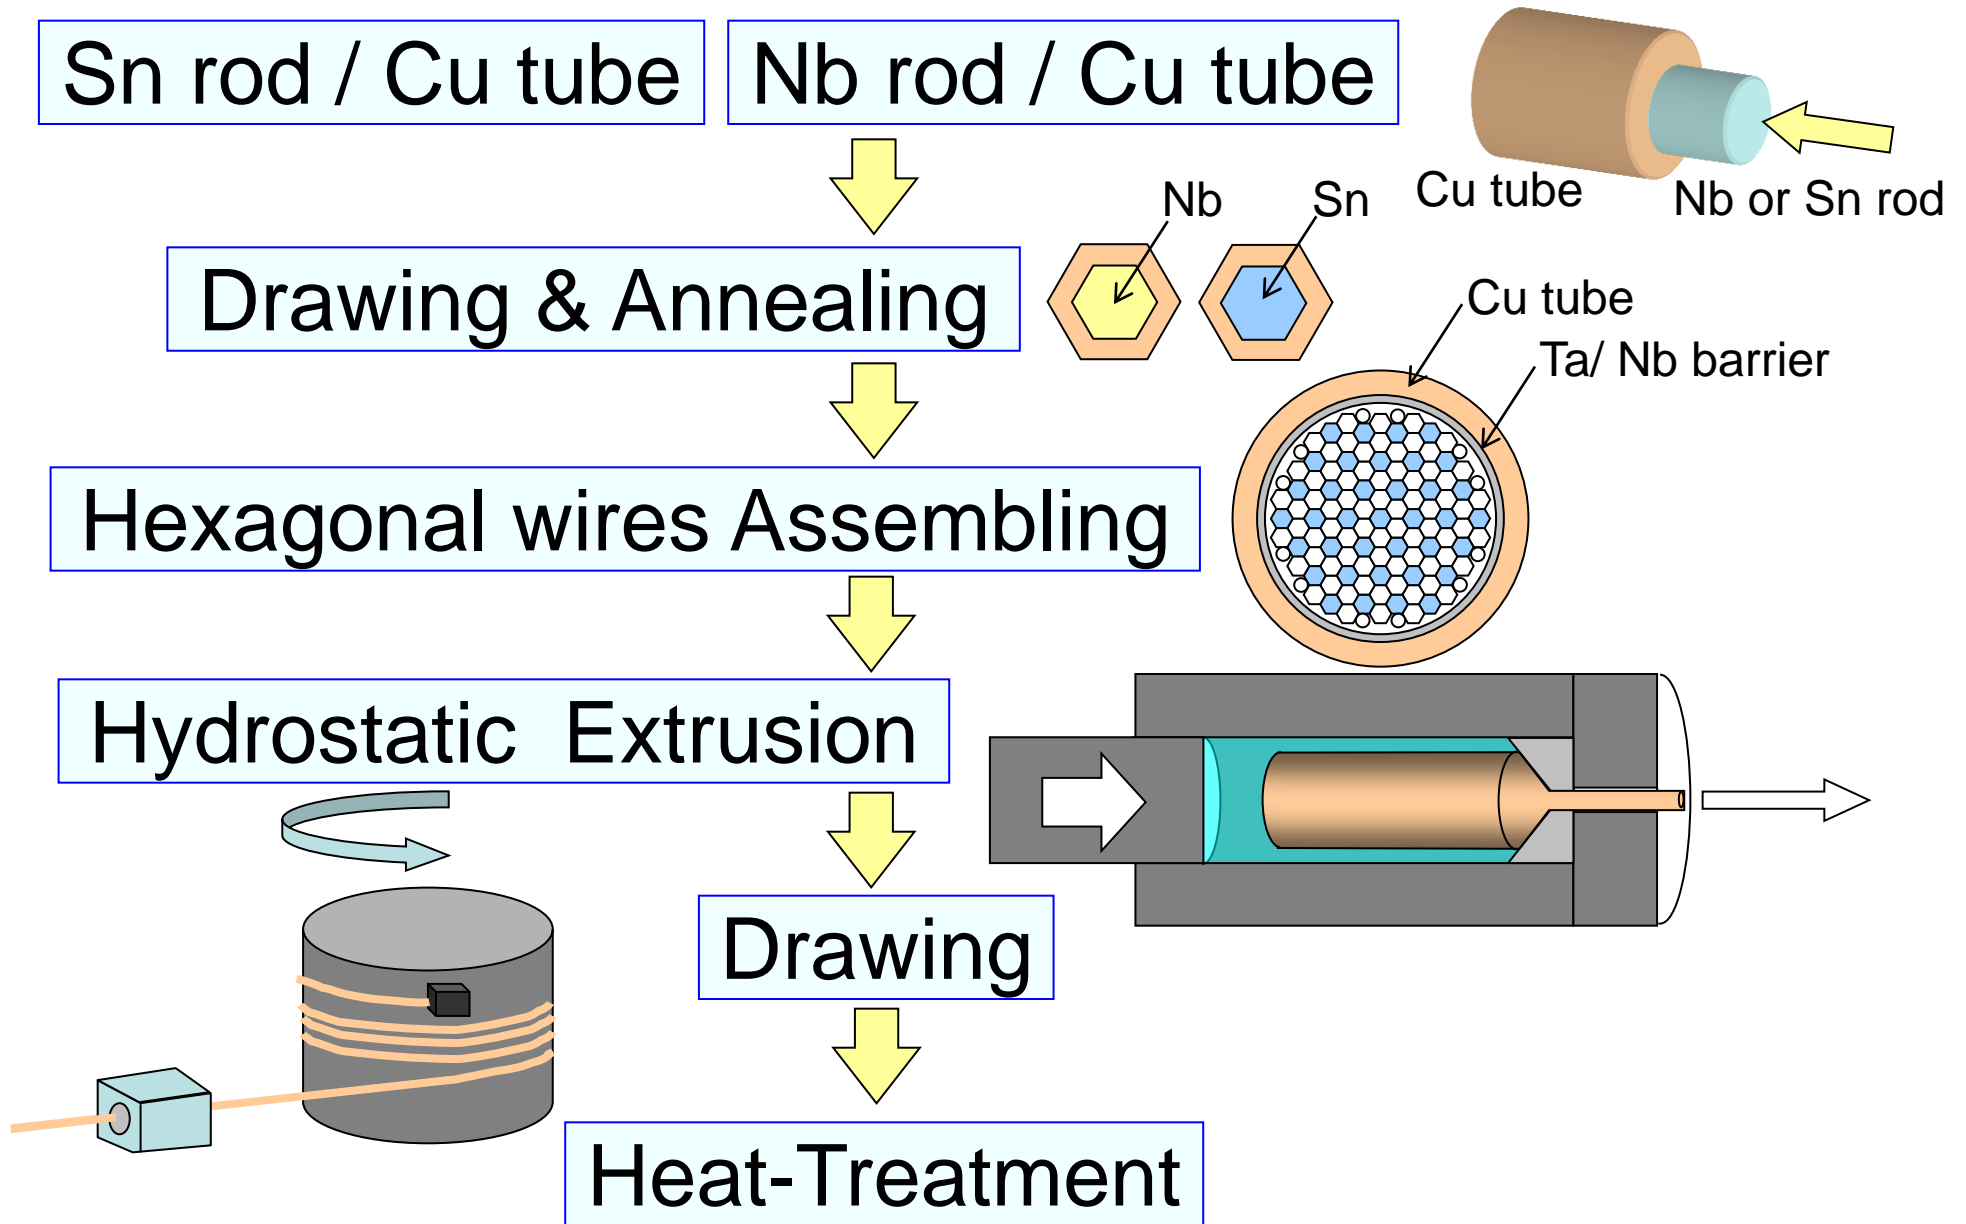 Sn rod / Cu tube
Nb rod / Cu tube
Cu tube
Nb or Sn rod
Nb
Sn
Drawing & Annealing
Cu tube
Ta/ Nb barrier
Hexagonal wires Assembling
Hydrostatic Extrusion
Drawing
Heat-Treatment